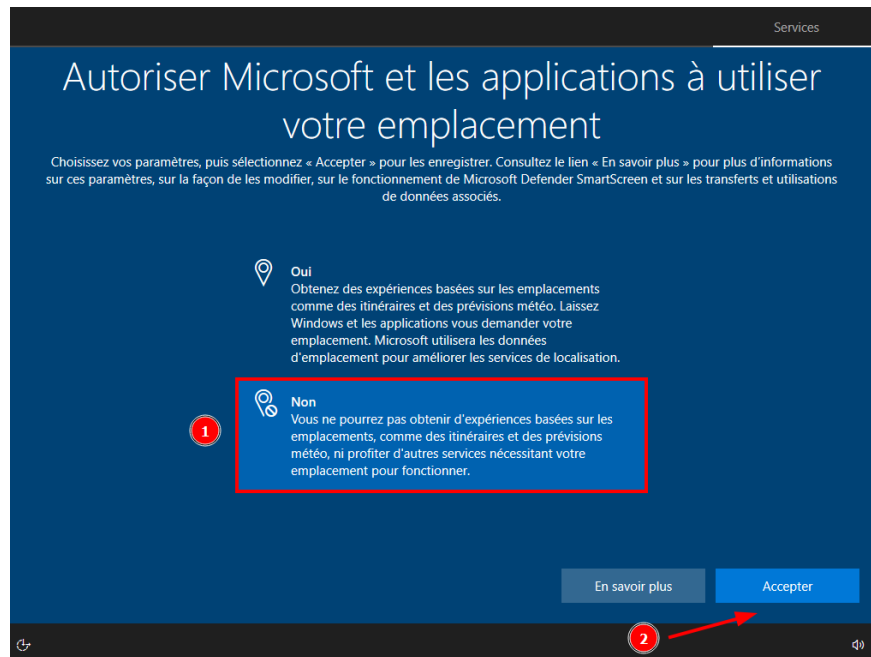 Services
Autoriser Microsoft et les applications à utiliser
votre emplacement
Choisissez vos paramètres, puis sélectionnez « Accepter » pour les enregistrer. Consultez le lien « En savoir plus » pour plus d'informations
sur ces paramètres, sur la façon de les modifier, sur le fonctionnement de Microsoft Defender SmartScreen et sur les transferts et utilisations
de données associés.
Oui
Obtenez des expériences basées sur les emplacements
comme des itinéraires et des prévisions météo. Laissez
Windows et les applications vous demander votre
emplacement. Microsoft utilisera les données
d'emplacement pour améliorer les services de localisation.
1
Non
Vous ne pourrez pas obtenir d'expériences basées sur les
emplacements, comme des itinéraires et des prévisions
météo, ni profiter d'autres services nécessitant votre
emplacement pour fonctionner.
En savoir plus
Accepter
2